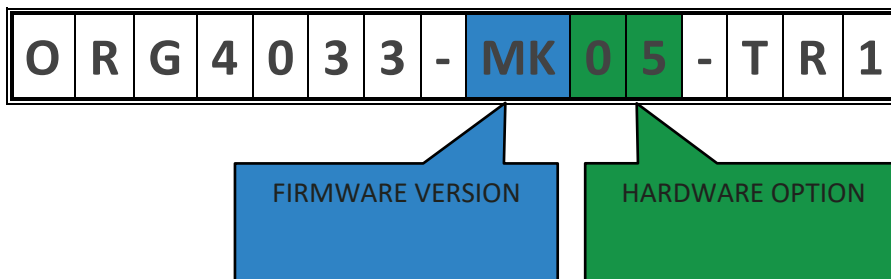 ORG4033-MK05-TR1
FIRMWARE VERSION
HARDWARE OPTION